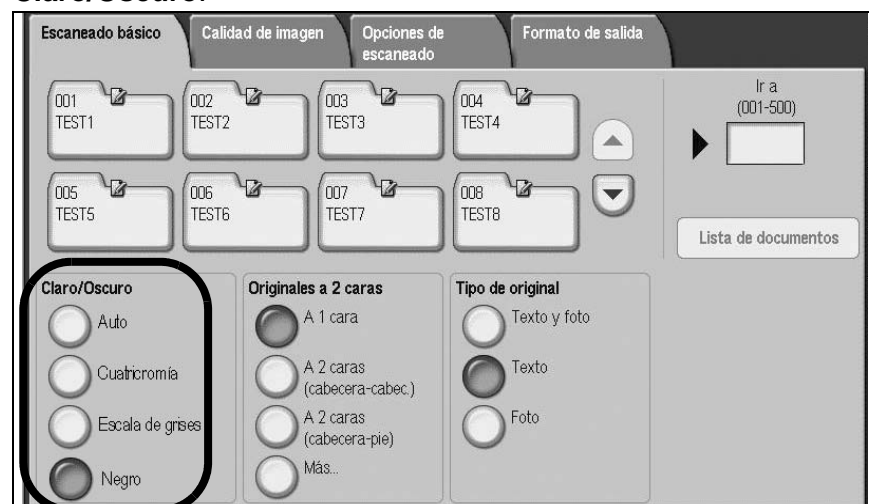 Claro/Oscuro.
Escaneado básico
Calidad de imagen
Opciones de
escaneado
Formato de salida
001
TEST1
002
TEST2
003
TEST3
004
TEST4
Ir a
(001-500)
005
TEST5
006
TEST6
007
TEST7
008
TEST8
Lista de documentos
Claro/Oscuro
Auto
Cuatricromía
Escala de grises
Negro
Originales a 2 caras
A 1 cara
A 2 caras
(cabecera-cabec.)
A 2 caras
(cabecera-pie)
Más...
Tipo de original
Texto y foto
Texto
Foto